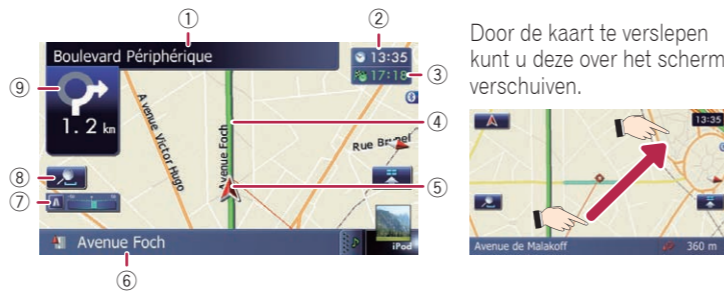 ① ②
Boulevard Périphérique
13:35
17:18
③
⑨
1.2 km
④
Avenue Victor Hugo
Avenue Foch
Rue Brunel
⑧
⑤
⑦
A
Avenue Foch
iPod
⑥
Door de kaart te verslepen
kunt u deze over het scherm
verschuiven.
13:35
Avenue de Malakoff
360 m